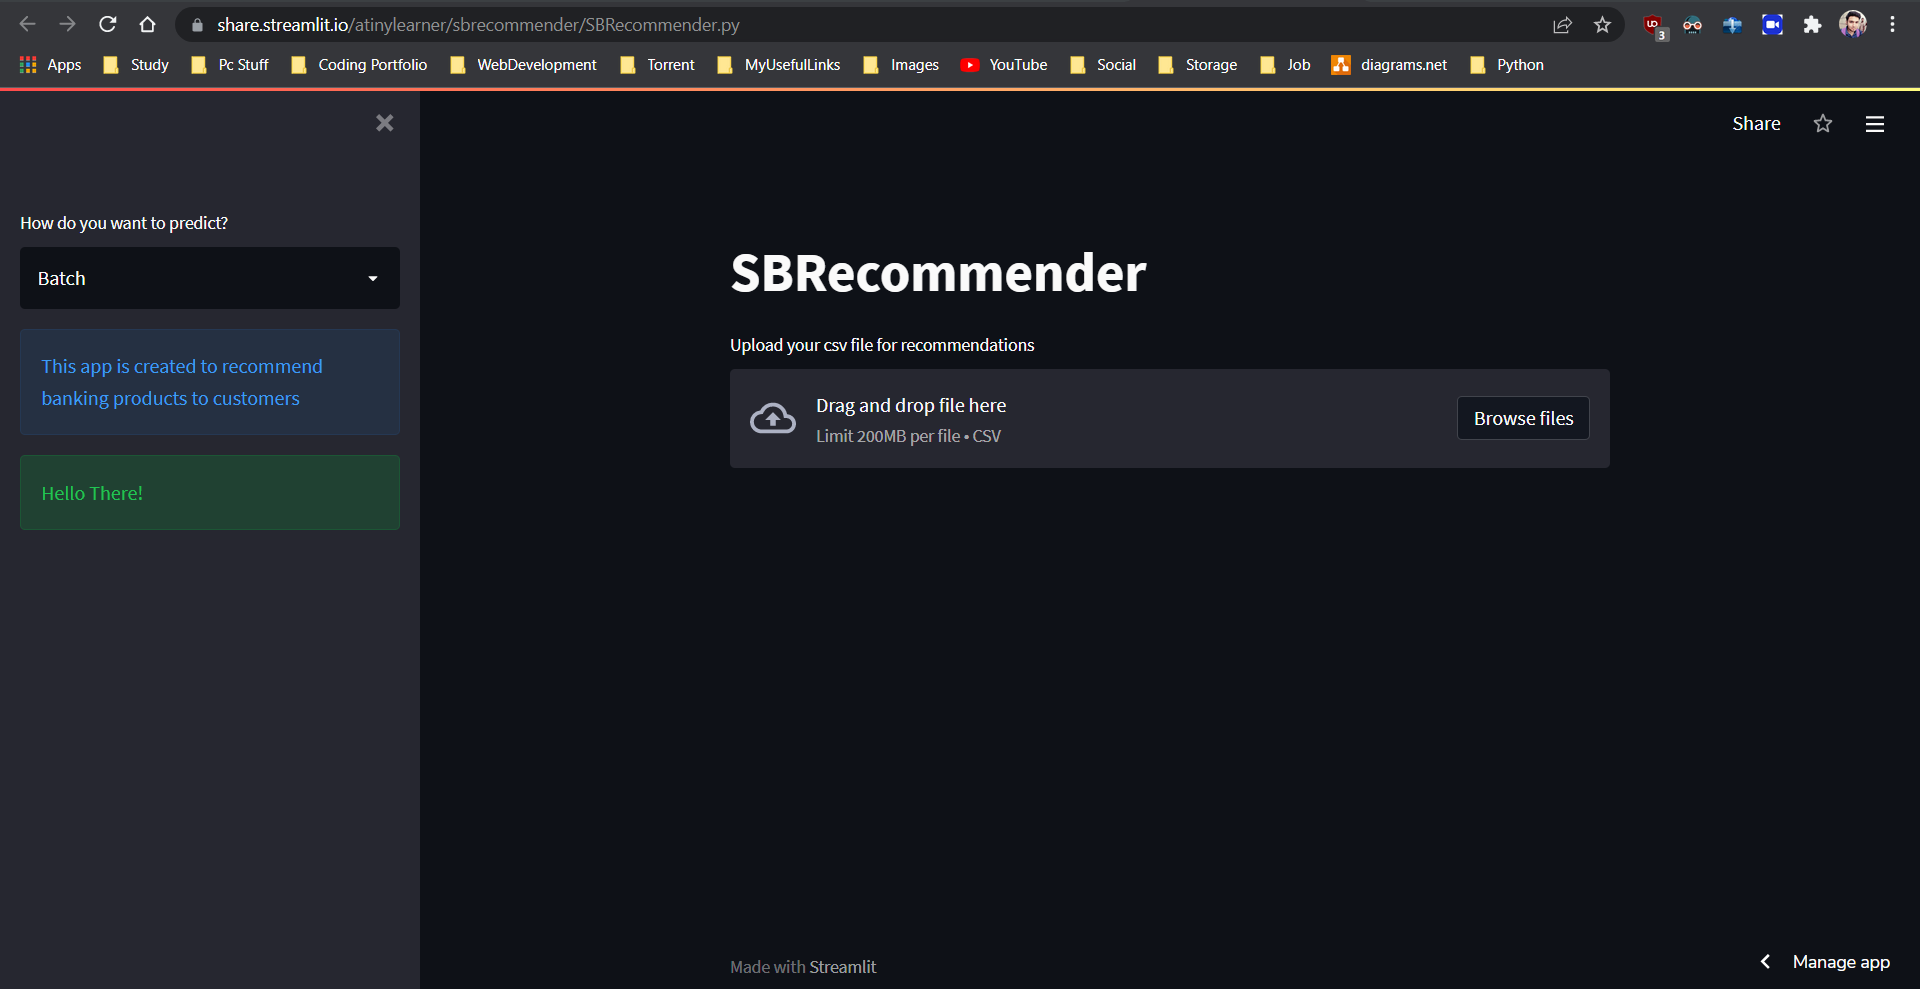 share.streamlit.io/atinylearner/sbrecommender/SBRecommender.py
UD
3
Apps
Study
Pc Stuff
Coding Portfolio
WebDevelopment
Torrent
MyUsefulLinks
Images
YouTube
Social
Storage
Job
diagrams.net
Python
Share
How do you want to predict?
Batch
This app is created to recommend
banking products to customers
Hello There!
SBRecommender
Upload your csv file for recommendations
Drag and drop file here
Limit 200MB per file • CSV
Browse files
Made with Streamlit
Manage app